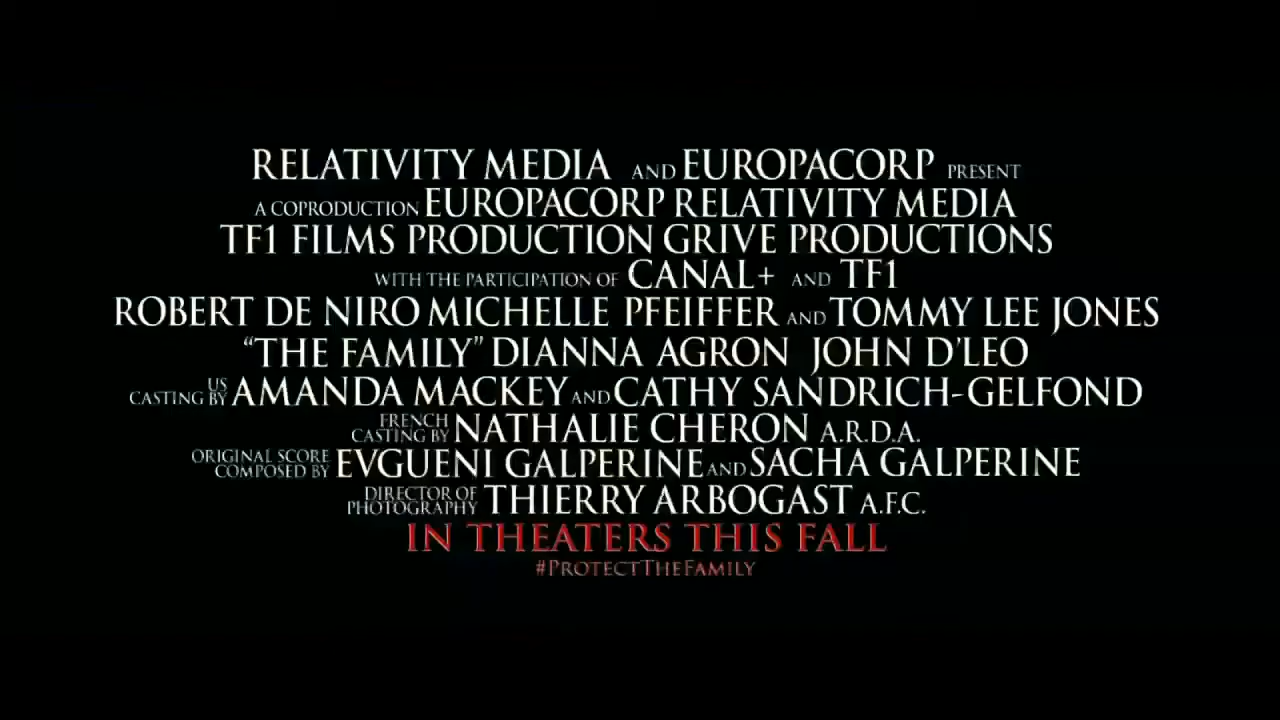 RELATIVITY MEDIA AND EUROPACORP PRESENT
A COPRODUCTION EUROPACORP RELATIVITY MEDIA
TF1 FILMS PRODUCTION GRIVE PRODUCTIONS
WITH THE PARTICIPATION OF CANAL+ AND TF1
ROBERT DE NIRO MICHELLE PFEIFFER AND TOMMY LEE JONES
“THE FAMILY” DIANNA AGRON JOHN D'LEO
US CASTING BY AMANDA MACKEY AND CATHY SANDRICH-GELFOND
FRENCH CASTING BY NATHALIE CHERON A.R.D.A.
ORIGINAL SCORE COMPOSED BY EVGUENI GALPERINE AND SACHA GALPERINE
DIRECTOR OF PHOTOGRAPHY THIERRY ARBOGAST A.F.C.
IN THEATERS THIS FALL
#PROTECTTHEFAMILY